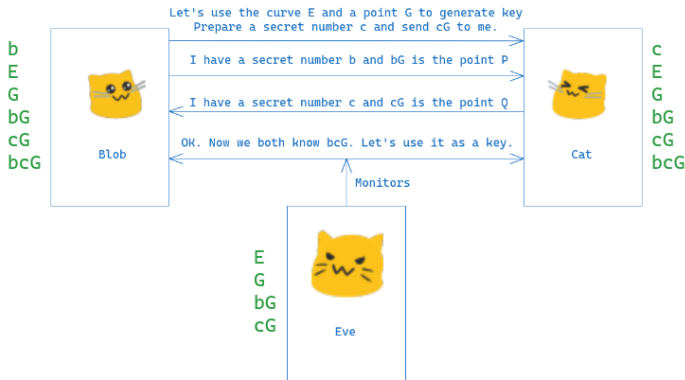 Let's use the curve E and a point G to generate key
Prepare a secret number c and send cG to me.
I have a secret number b and bG is the point P
I have a secret number c and cG is the point Q
OK. Now we both know bcG. Let's use it as a key.
b
E
G
bG
cG
bcG
Blob
c
E
G
bG
cG
bcG
Cat
Monitors
E
G
bG
cG
Eve